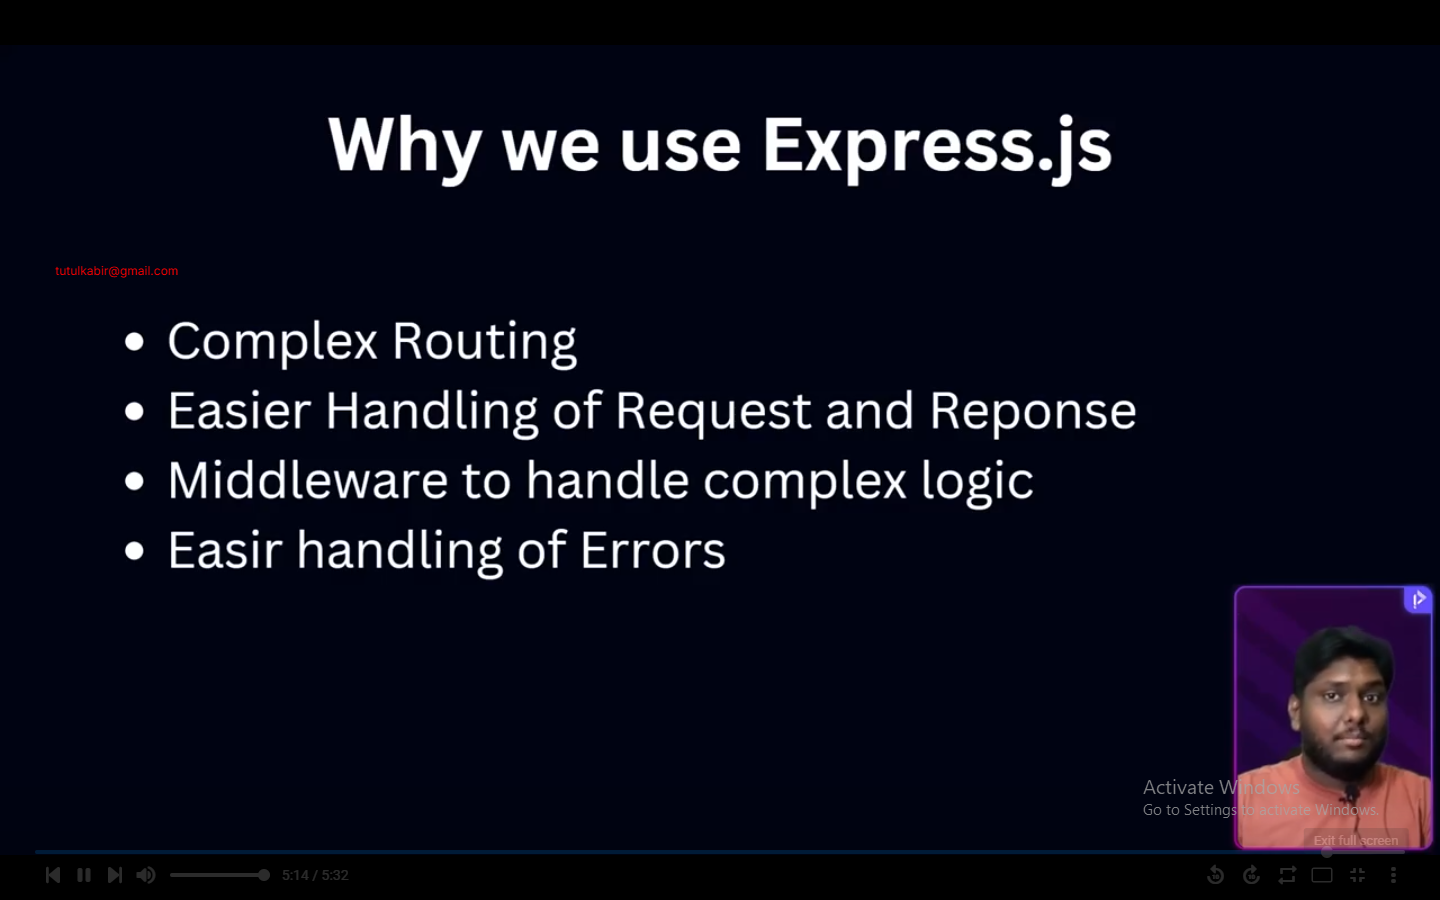 Why we use Express.js
tutulkabir@gmail.com
• Complex Routing
• Easier Handling of Request and Reponse
• Middleware to handle complex logic
• Easir handling of Errors
Activate Windows
Go to Settings to activate Windows.
Exit full screen
5:14 / 5:32